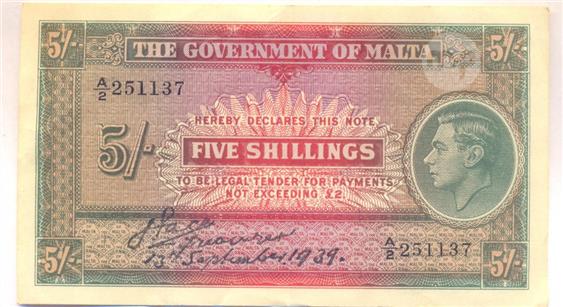 5/- THE GOVERNMENT OF MALTA 5/-
A/2 251137
HEREBY DECLARES THIS NOTE
5/- FIVE SHILLINGS
TO BE LEGAL TENDER FOR PAYMENTS
NOT EXCEEDING £2
J. Pace
Treasurer
13th September 1939.
A/2 251137
5/- 5/-